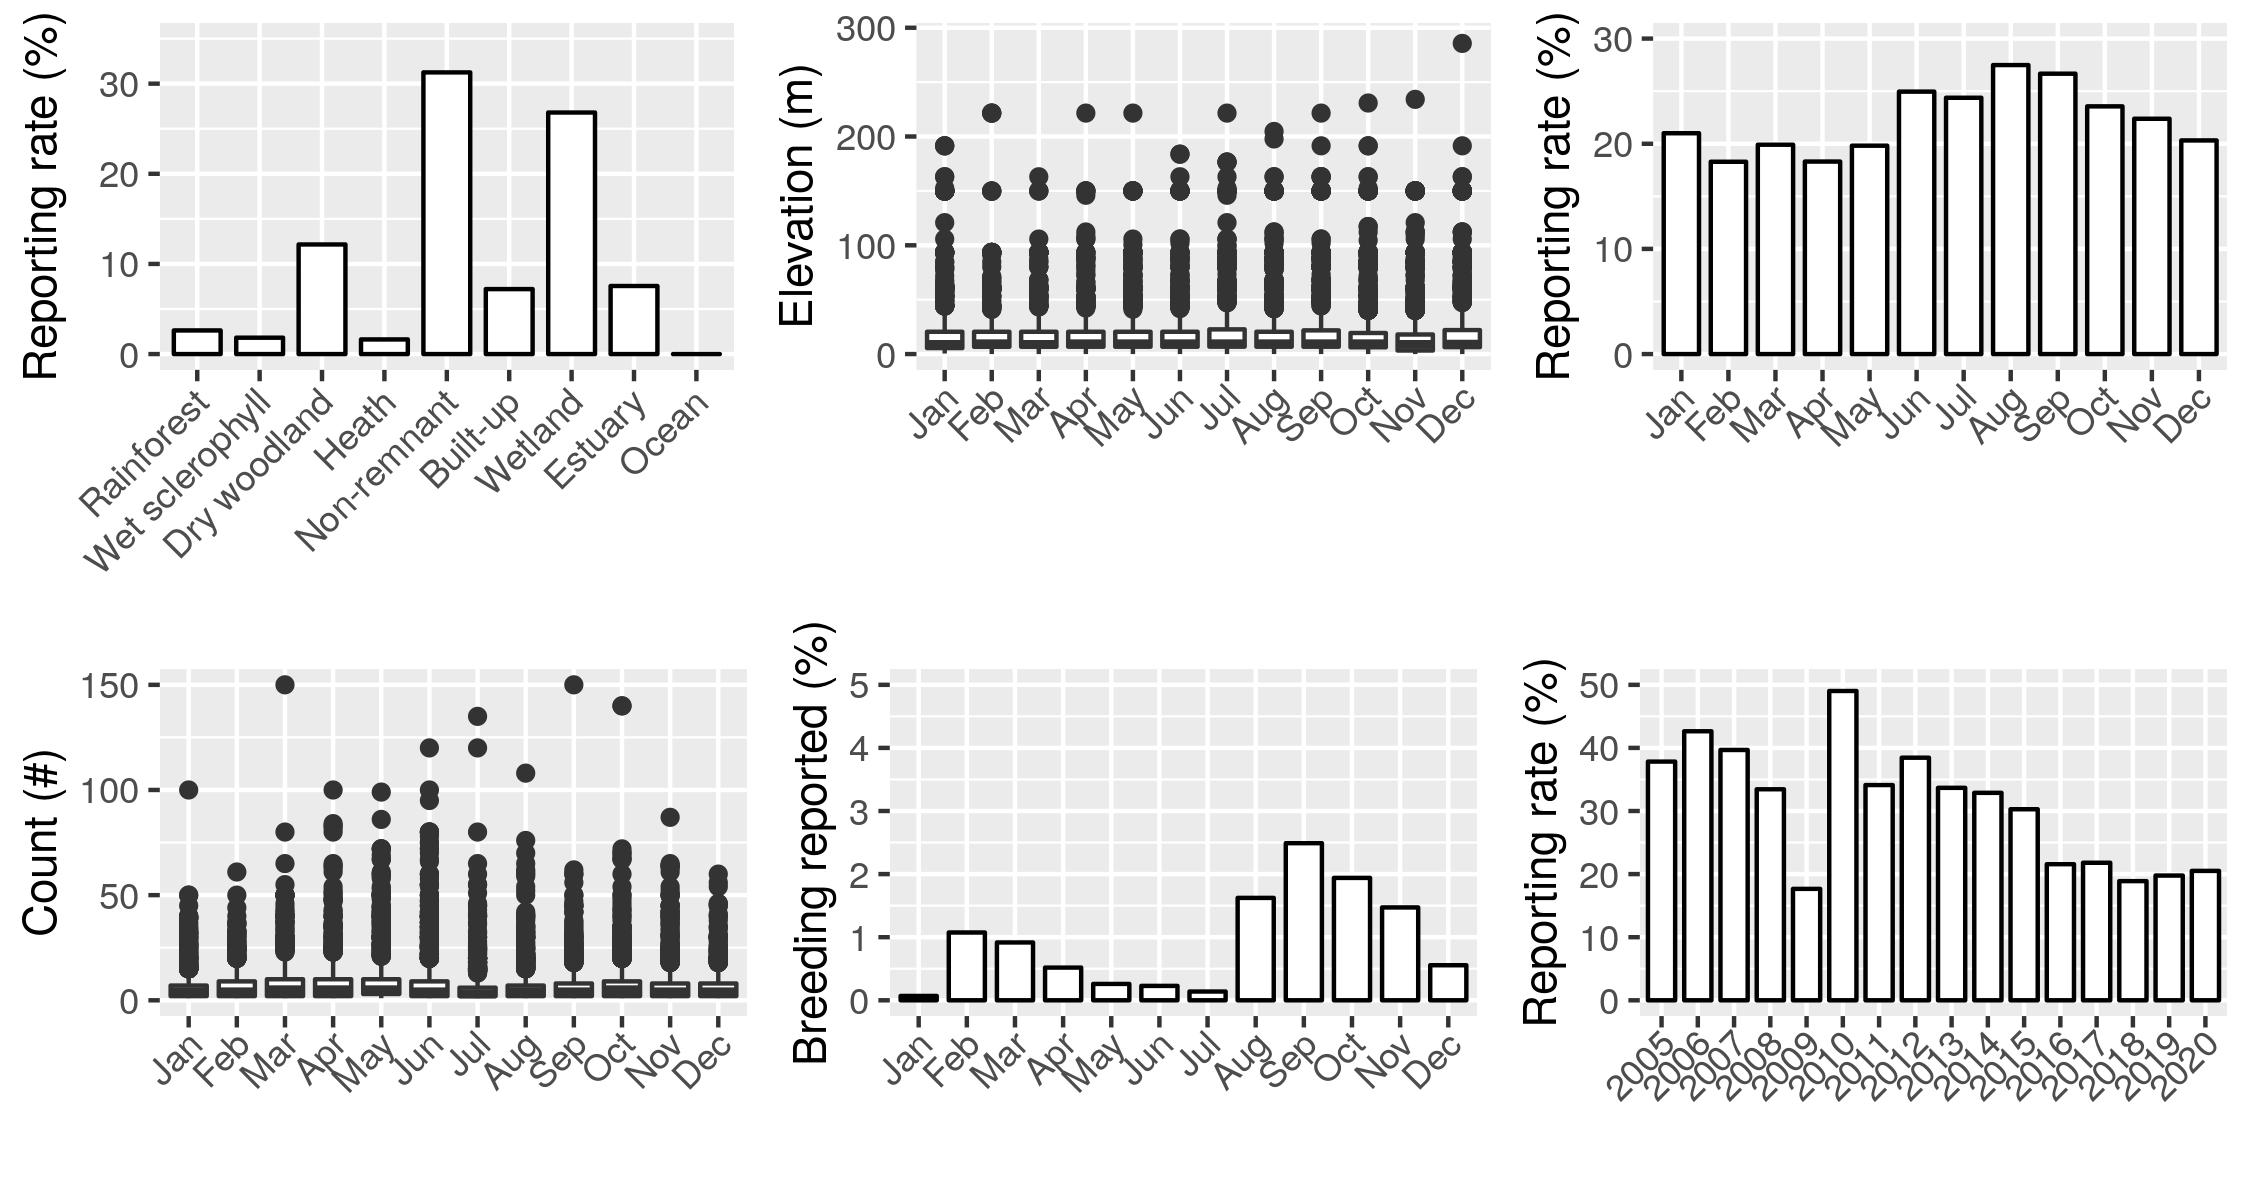 Reporting rate (%)
30
20
10
0
Rainforest
Wet sclerophyll
Dry woodland
Heath
Non-remnant
Built-up
Wetland
Estuary
Ocean
Elevation (m)
300
200
100
0
Jan
Feb
Mar
Apr
May
Jun
Jul
Aug
Sep
Oct
Nov
Dec
Reporting rate (%)
30
20
10
0
Jan
Feb
Mar
Apr
May
Jun
Jul
Aug
Sep
Oct
Nov
Dec
Count (#)
150
100
50
0
Jan
Feb
Mar
Apr
May
Jun
Jul
Aug
Sep
Oct
Nov
Dec
Breeding reported (%)
5
4
3
2
1
0
Jan
Feb
Mar
Apr
May
Jun
Jul
Aug
Sep
Oct
Nov
Dec
Reporting rate (%)
50
40
30
20
10
0
2005
2006
2007
2008
2009
2010
2011
2012
2013
2014
2015
2016
2017
2018
2019
2020